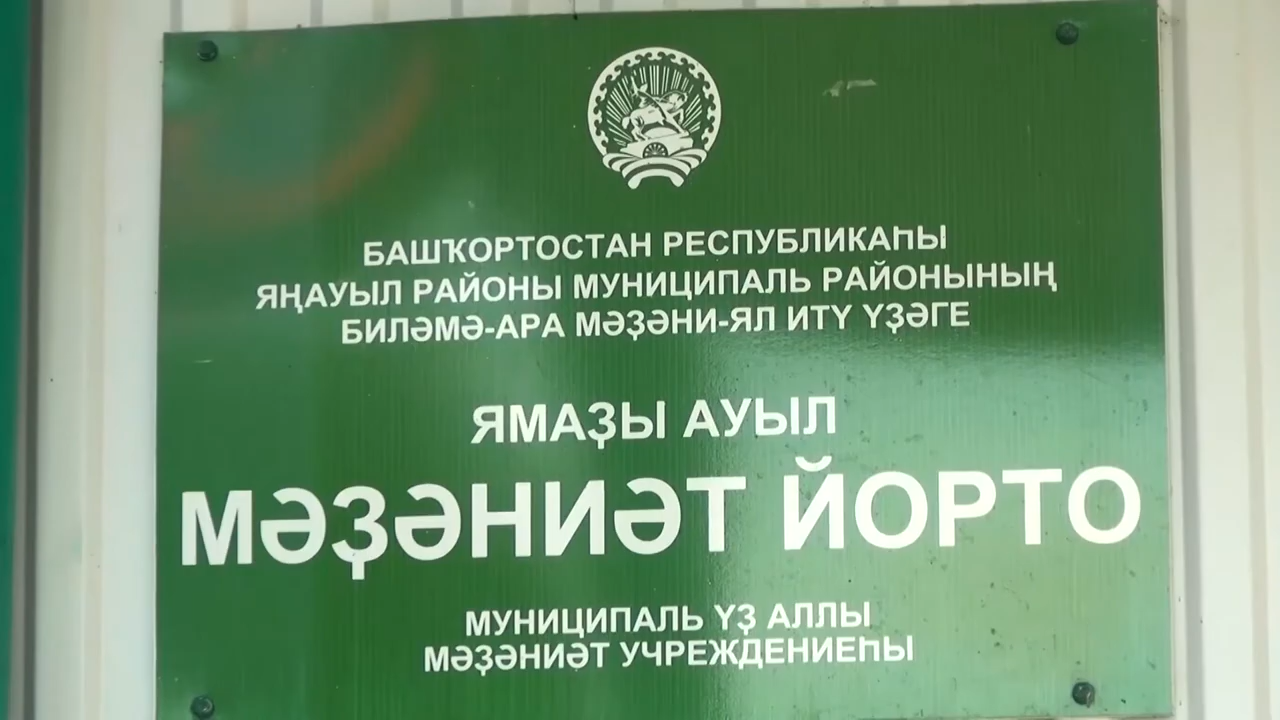 БАШҠОРТОСТАН РЕСПУБЛИКАҺЫ
ЯҢАУЫЛ РАЙОНЫ МУНИЦИПАЛЬ РАЙОНЫНЫҢ
БИЛӘМӘ-АРА МӘҘӘНИ-ЯЛ ИТҮ ҮҘӘГЕ
ЯМАҘЫ АУЫЛ
МӘҘӘНИӘТ ЙОРТО
МУНИЦИПАЛЬ ҮҘ АЛЛЫ
МӘҘӘНИӘТ УЧРЕЖДЕНИЕҺЫ